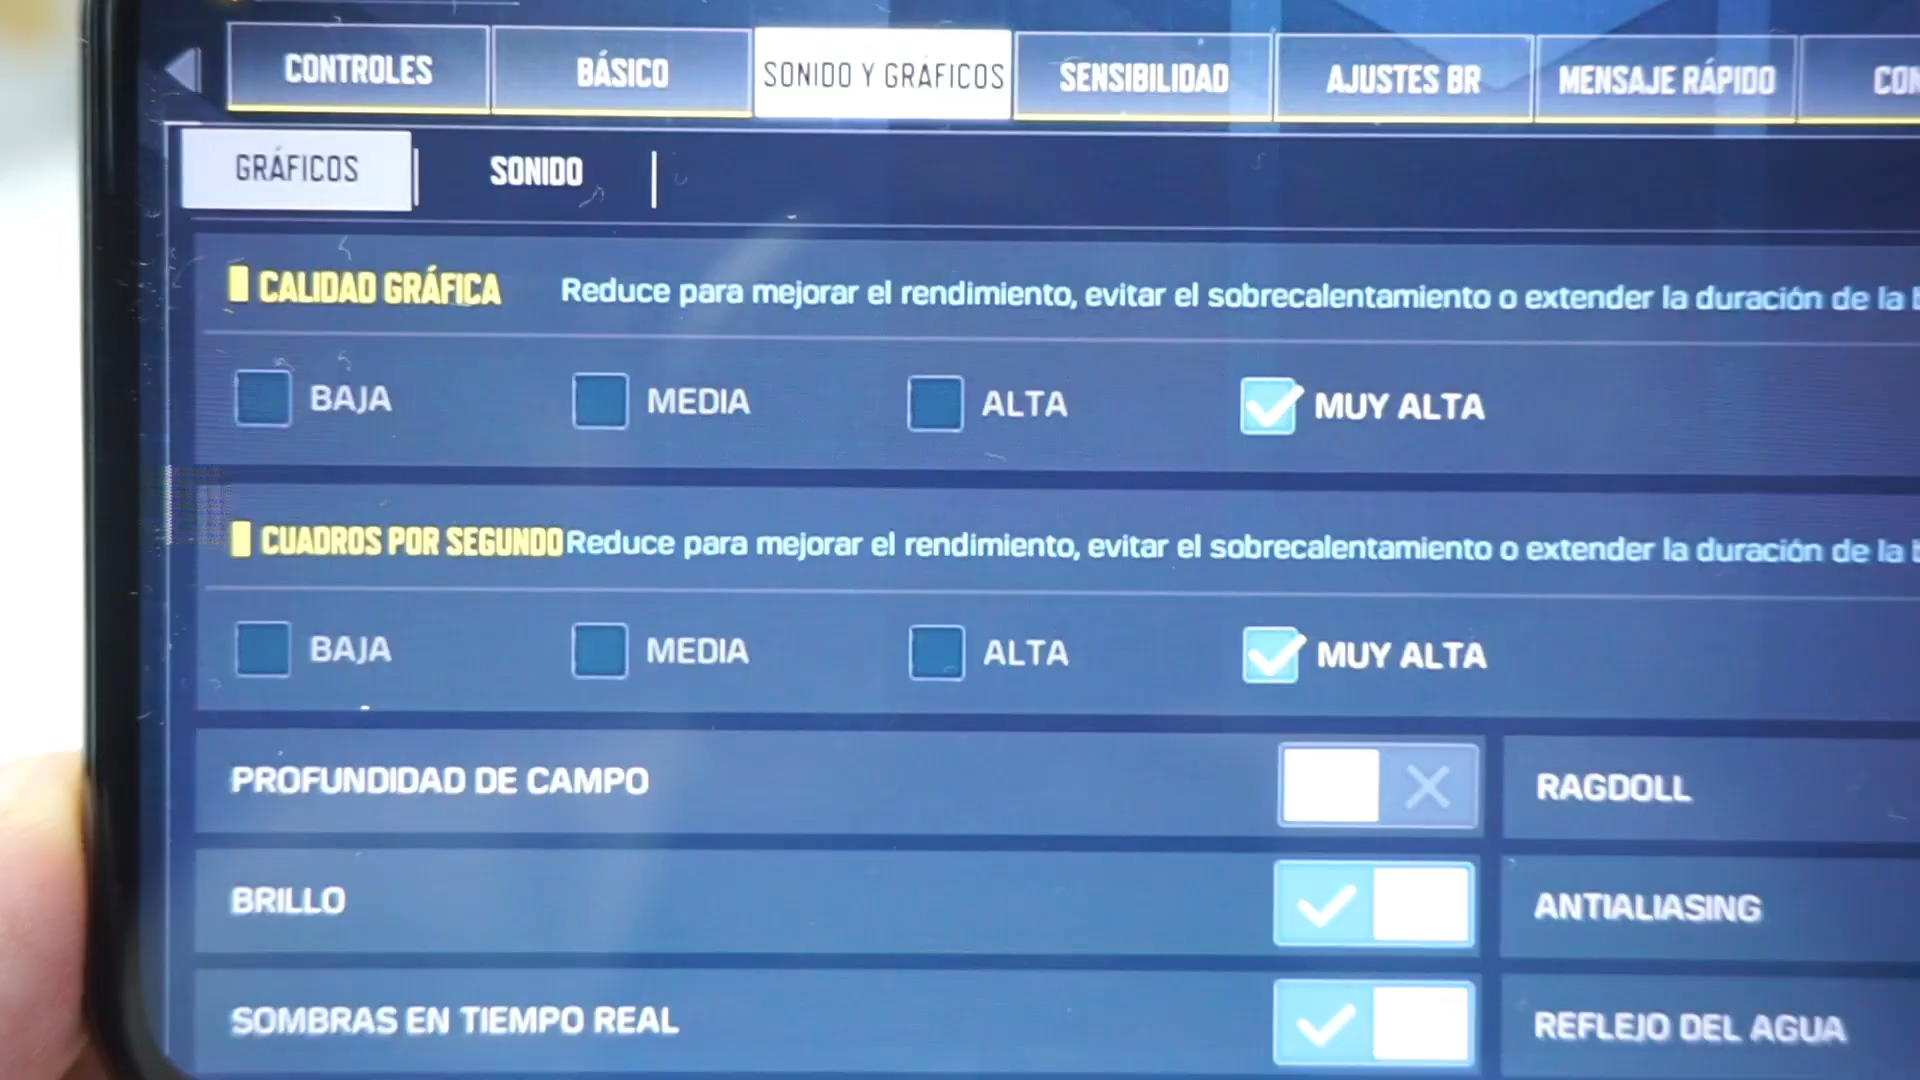 CONTROLES BÁSICO SONIDO Y GRÁFICOS SENSIBILIDAD AJUSTES BR MENSAJE RÁPIDO
GRÁFICOS SONIDO
CALIDAD GRÁFICA Reduce para mejorar el rendimiento, evitar el sobrecalentamiento o extender la duración de la
BAJA MEDIA ALTA MUY ALTA
CUADROS POR SEGUNDO Reduce para mejorar el rendimiento, evitar el sobrecalentamiento o extender la duración de la
BAJA MEDIA ALTA MUY ALTA
PROFUNDIDAD DE CAMPO RAGDOLL
BRILLO ANTIALIASING
SOMBRAS EN TIEMPO REAL REFLEJO DEL AGUA